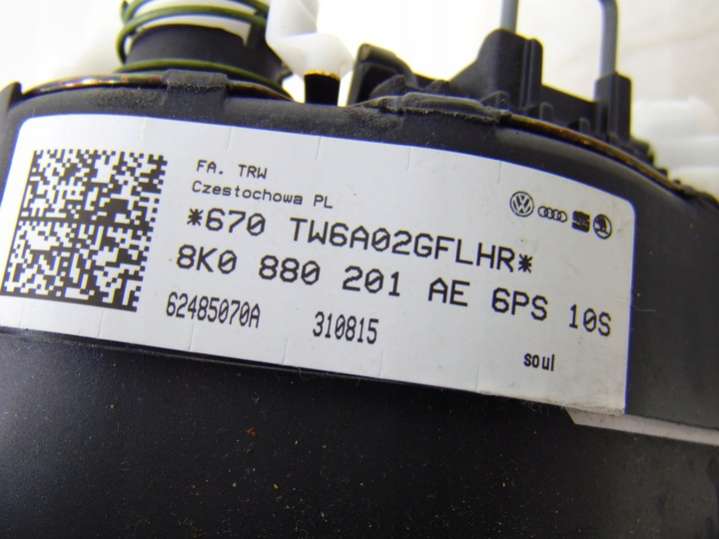 FA. TRW
Czestochowa PL
*670 TW6A02GFLHR*
8K0 880 201 AE 6PS 10S
62485070A 310815
soul